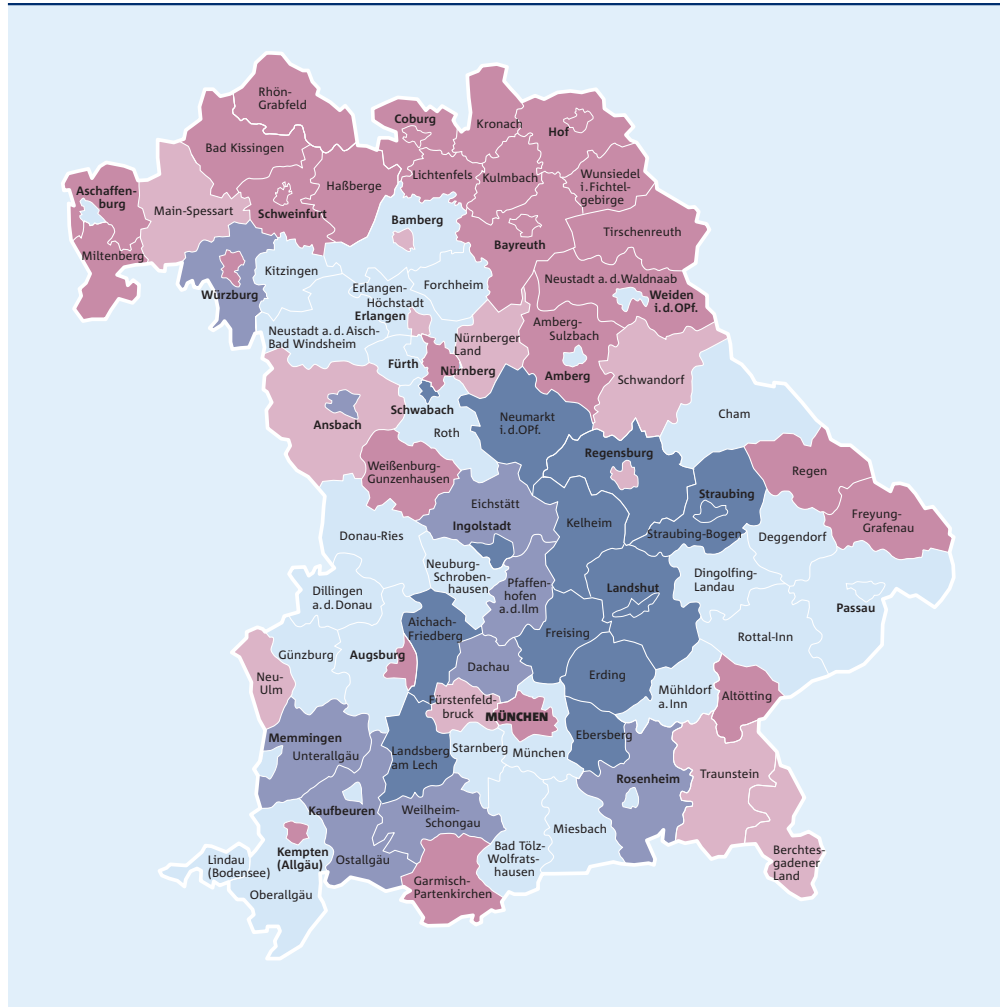 Rhön-
Grabfeld
Coburg
Kronach
Hof
Bad Kissingen
Lichtenfels
Kulmbach
Wunsiedel
i. Fichtel-
gebirge
Aschaffen-
burg
Haßberge
Main-Spessart
Schweinfurt
Bamberg
Bayreuth
Tirschenreuth
Miltenberg
Kitzingen
Würzburg
Erlangen-
Höchstadt
Erlangen
Forchheim
Neustadt a.d.Waldnaab
Weiden
i.d.OPf.
Neustadt a.d.Aisch-
Bad Windsheim
Nürnberger
Land
Amberg-
Sulzbach
Fürth
Nürnberg
Amberg
Schwandorf
Ansbach
Schwabach
Roth
Neumarkt
i.d.OPf.
Cham
Weißenburg-
Gunzenhausen
Regensburg
Regen
Straubing
Eichstätt
Ingolstadt
Kelheim
Straubing-Bogen
Freyung-
Grafenau
Donau-Ries
Deggendorf
Neuburg-
Schroben-
hausen
Pfaffen-
hofen
a.d.Ilm
Landshut
Dingolfing-
Landau
Dillingen
a.d.Donau
Passau
Aichach-
Friedberg
Freising
Rottal-Inn
Günzburg
Augsburg
Dachau
Erding
Neu-
Ulm
Mühldorf
a.Inn
Altötting
Fürstenfeld-
bruck
MÜNCHEN
Memmingen
Unterallgäu
Landsberg
am Lech
Starnberg
München
Ebersberg
Rosenheim
Traunstein
Kaufbeuren
Weilheim-
Schongau
Miesbach
Kempten
(Allgäu)
Ostallgäu
Bad Tölz-
Wolfrats-
hausen
Berchtes-
gadener
Land
Lindau
(Bodensee)
Oberallgäu
Garmisch-
Partenkirchen